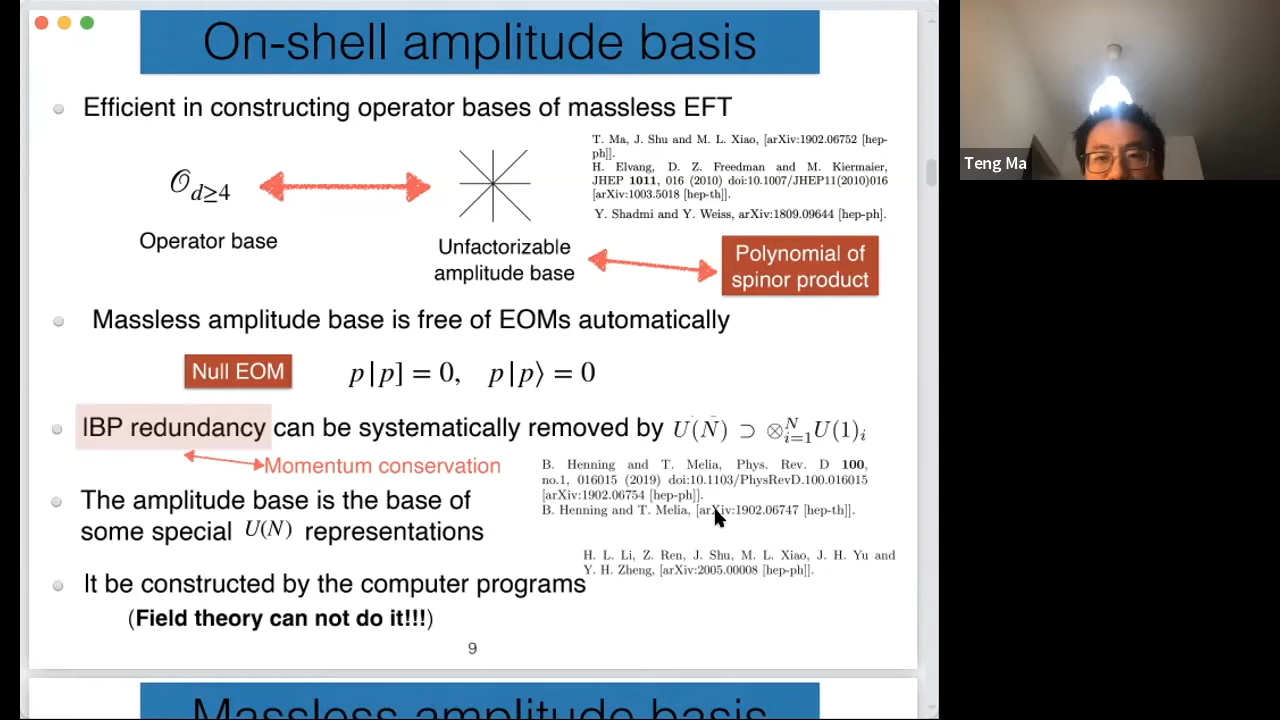 On-shell amplitude basis
Efficient in constructing operator bases of massless EFT
T. Ma, J. Shu and M. L. Xiao, [arXiv:1902.06752 [hep-
ph]].
H. Elvang, D. Z. Freedman and M. Kiermaier,
JHEP 1011, 016 (2010) doi:10.1007/JHEP11(2010)016
[arXiv:1003.5018 [hep-th]].
Y. Shadmi and Y. Weiss, arXiv:1809.09644 [hep-ph].
𝒪d≥4
Operator base
Unfactorizable
amplitude base
Polynomial of
spinor product
Massless amplitude base is free of EOMs automatically
Null EOM
p|p] = 0, p|p⟩ = 0
IBP redundancy can be systematically removed by U(N) ⊃ ⊗ᴺᵢ₌₁U(1)ᵢ
Momentum conservation
B. Henning and T. Melia, Phys. Rev. D 100,
no.1, 016015 (2019) doi:10.1103/PhysRevD.100.016015
[arXiv:1902.06754 [hep-ph]].
B. Henning and T. Melia, [arXiv:1902.06747 [hep-th]].
The amplitude base is the base of
some special U(N) representations
H. L. Li, Z. Ren, J. Shu, M. L. Xiao, J. H. Yu and
Y. H. Zheng, [arXiv:2005.00008 [hep-ph]].
It be constructed by the computer programs
(Field theory can not do it!!!)
9
Massless amplitude basis
Teng Ma